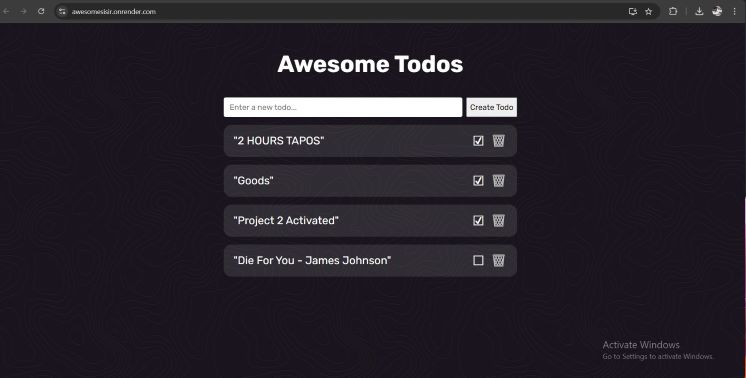 awesomesisir.onrender.com
Awesome Todos
Enter a new todo...
Create Todo
"2 HOURS TAPOS"
"Goods"
"Project 2 Activated"
"Die For You - James Johnson"
Activate Windows
Go to Settings to activate Windows.